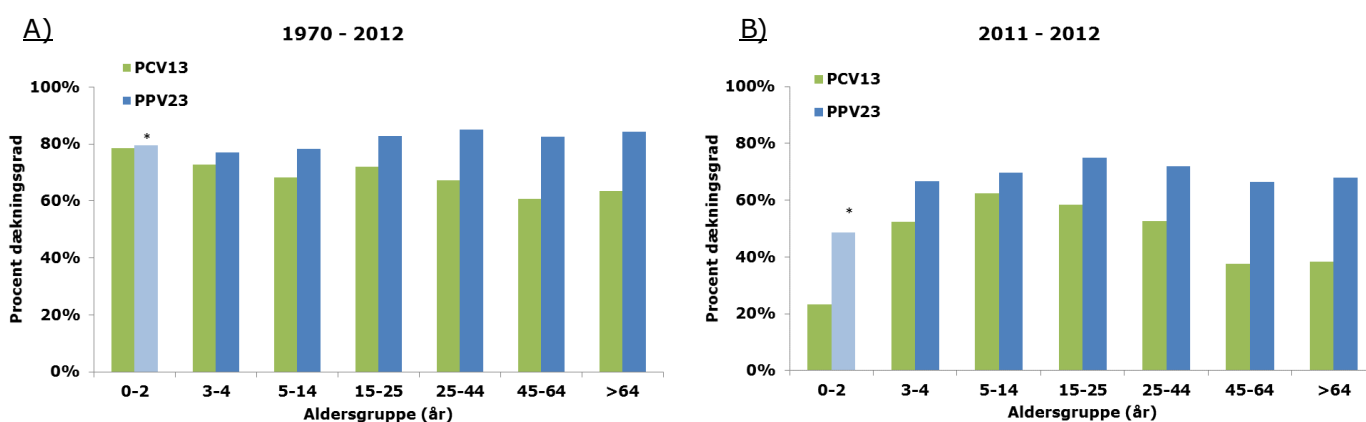 A)
1970 - 2012
PCV13
PPV23
100%
80%
60%
40%
20%
0%
Procent dækningsgrad
*
0-2 3-4 5-14 15-25 25-44 45-64 >64
Aldersgruppe (år)
B)
2011 - 2012
PCV13
PPV23
100%
80%
60%
40%
20%
0%
Procent dækningsgrad
*
0-2 3-4 5-14 15-25 25-44 45-64 >64
Aldersgruppe (år)